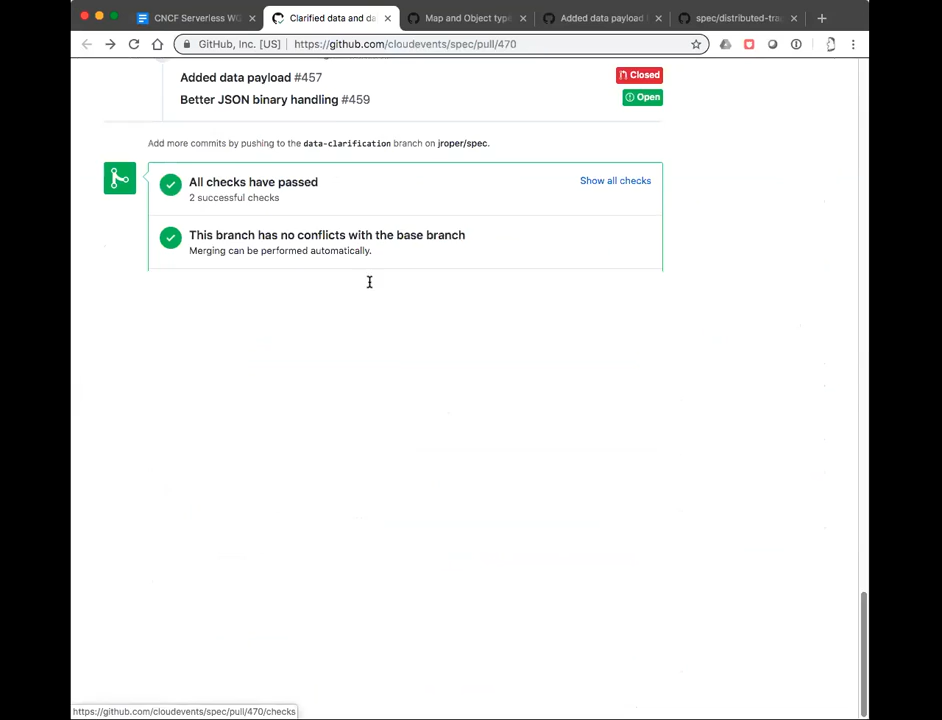 CNCF Serverless WG
Clarified data and da
Map and Object type
Added data payload
spec/distributed-tra
GitHub, Inc. [US]
https://github.com/cloudevents/spec/pull/470
Added data payload #457
Closed
Better JSON binary handling #459
Open
Add more commits by pushing to the data-clarification branch on jroper/spec.
All checks have passed
Show all checks
2 successful checks
This branch has no conflicts with the base branch
Merging can be performed automatically.
https://github.com/cloudevents/spec/pull/470/checks